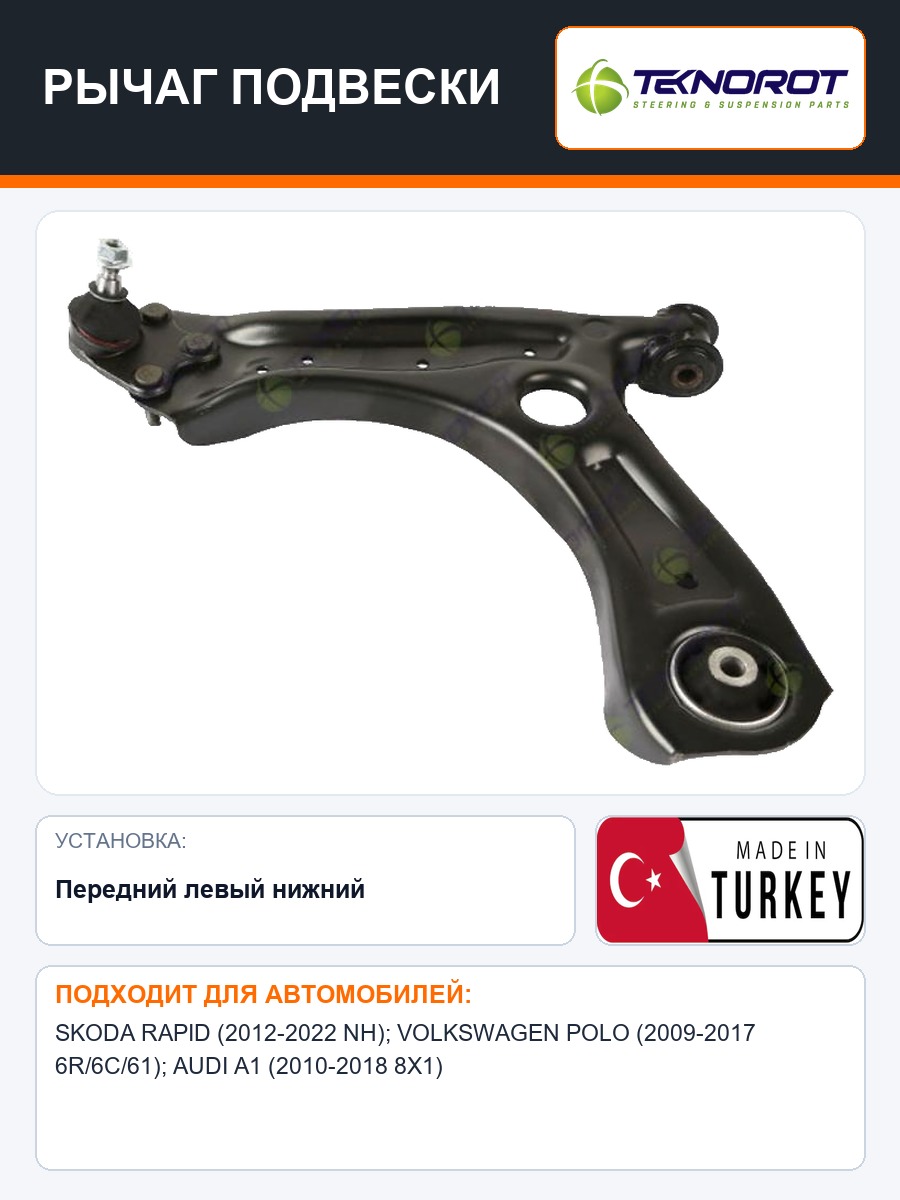 РЫЧАГ ПОДВЕСКИ
TEKNOROT
STEERING & SUSPENSION PARTS
УСТАНОВКА:
Передний левый нижний
MADE IN
TURKEY
ПОДХОДИТ ДЛЯ АВТОМОБИЛЕЙ:
SKODA RAPID (2012-2022 NH); VOLKSWAGEN POLO (2009-2017
6R/6C/61); AUDI A1 (2010-2018 8X1)